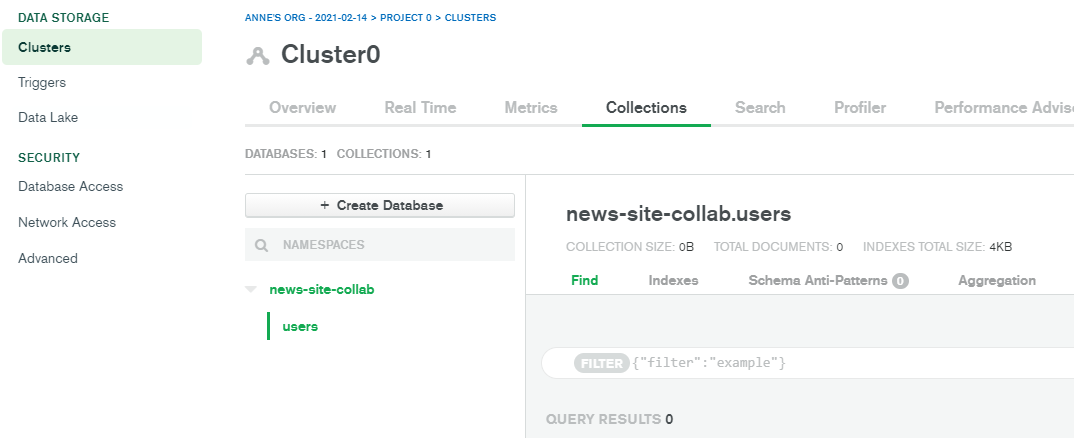 DATA STORAGE
Clusters
Triggers
Data Lake
SECURITY
Database Access
Network Access
Advanced
ANNE'S ORG - 2021-02-14 > PROJECT 0 > CLUSTERS
Cluster0
Overview Real Time Metrics Collections Search Profiler Performance Advis
DATABASES: 1 COLLECTIONS: 1
+ Create Database
NAMESPACES
news-site-collab
users
news-site-collab.users
COLLECTION SIZE: 0B TOTAL DOCUMENTS: 0 INDEXES TOTAL SIZE: 4KB
Find Indexes Schema Anti-Patterns 0 Aggregation
FILTER {"filter":"example"}
QUERY RESULTS 0